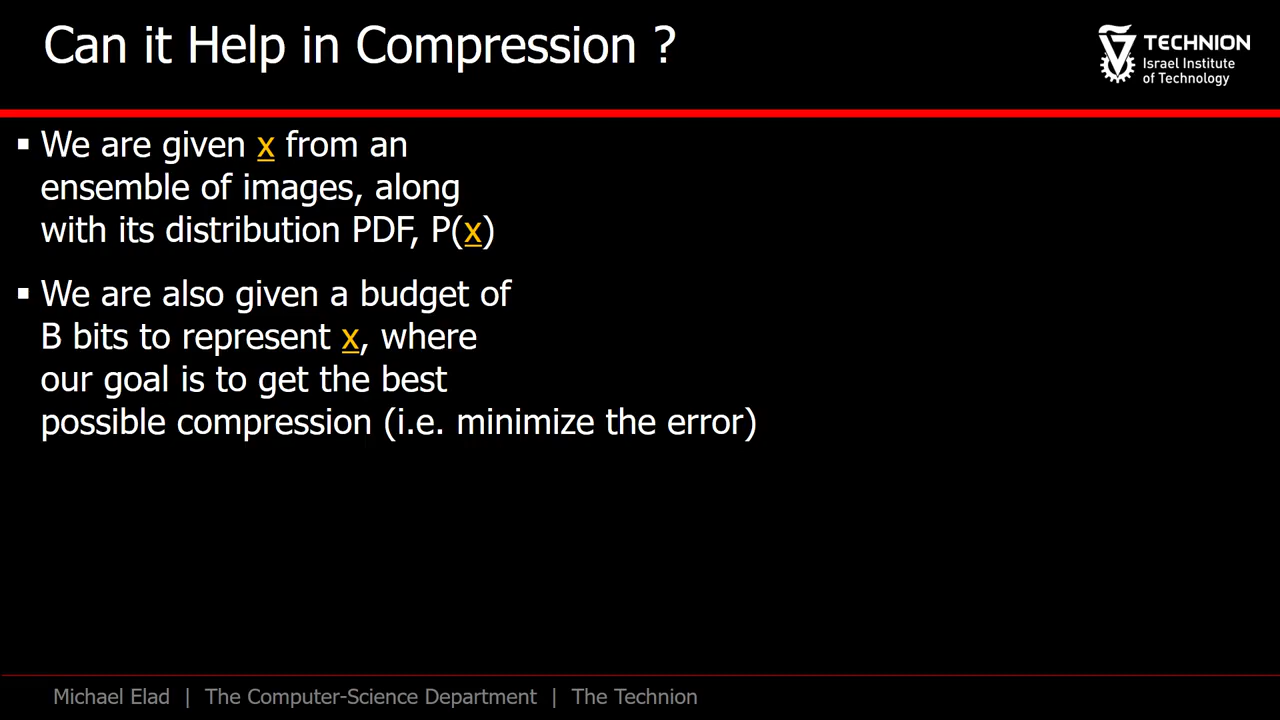 Can it Help in Compression ?
TECHNION
Israel Institute
of Technology
▪ We are given x from an
ensemble of images, along
with its distribution PDF, P(x)
▪ We are also given a budget of
B bits to represent x, where
our goal is to get the best
possible compression (i.e. minimize the error)
Michael Elad | The Computer-Science Department | The Technion